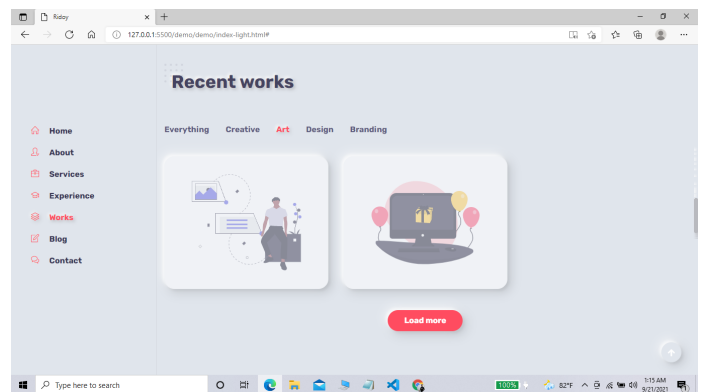 Ridoy
127.0.0.1:5500/demo/demo/index-light.html#
Recent works
Home
About
Services
Experience
Works
Blog
Contact
Everything Creative Art Design Branding
Load more
Type here to search
100%
82°F
1:15 AM
9/21/2021